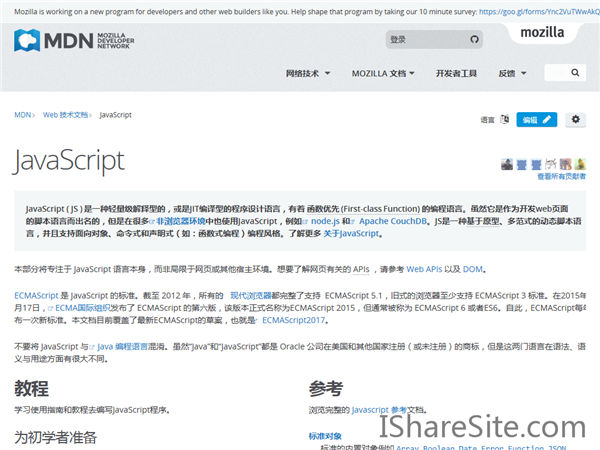 Mozilla is working on a new program for developers and other web builders like you. Help shape that program by taking our 10 minute survey: https://goo.gl/forms/Ync2VuTWwAkQ
MDN MOZILLA DEVELOPER NETWORK
登录
mozilla
网络技术 MOZILLA 文档 开发者工具 反馈
MDN Web 技术文档 JavaScript
语言 编辑
JavaScript
查看所有贡献者
JavaScript ( JS ) 是一种轻量级解释型的，或是JIT编译型的程序设计语言，有着 函数优先 (First-class Function) 的编程语言。虽然它是作为开发web页面
的脚本语言而出名的，但是在很多非浏览器环境中也使用JavaScript，例如 node.js 和 Apache CouchDB。JS是一种基于原型、多范式的动态脚本语
言，并且支持面向对象、命令式和声明式（如：函数式编程）编程风格。了解更多 关于JavaScript。
本部分将专注于 JavaScript 语言本身，而非局限于网页或其他宿主环境。想要了解网页有关的 APIs ，请参考 Web APIs 以及 DOM。
ECMAScript 是 JavaScript 的标准。截至 2012 年，所有的 现代浏览器都完整了支持 ECMAScript 5.1，旧式的浏览器至少支持 ECMAScript 3 标准。在2015年
月17日，ECMA国际组织发布了 ECMAScript 的第六版，该版本正式名称为ECMAScript 2015，但通常被称为 ECMAScript 6 或者ES6。自此，ECMAScript每年
布一次新标准。本文档目前覆盖了最新ECMAScript的草案，也就是 ECMAScript2017。
不要将 JavaScript 与 Java 编程语言混淆。虽然“Java”和“JavaScript”都是 Oracle 公司在美国和其他国家注册（或未注册）的商标，但是这两门语言在语法、语
义与用途方面有很大不同。
教程
参考
学习使用指南和教程去编写JavaScript程序。
浏览完整的 Javascript 参考文档。
为初学者准备
标准对象
标准的内置对象例如 Array, Boolean, Date, Error, Function, JSON,
IShareSite.com